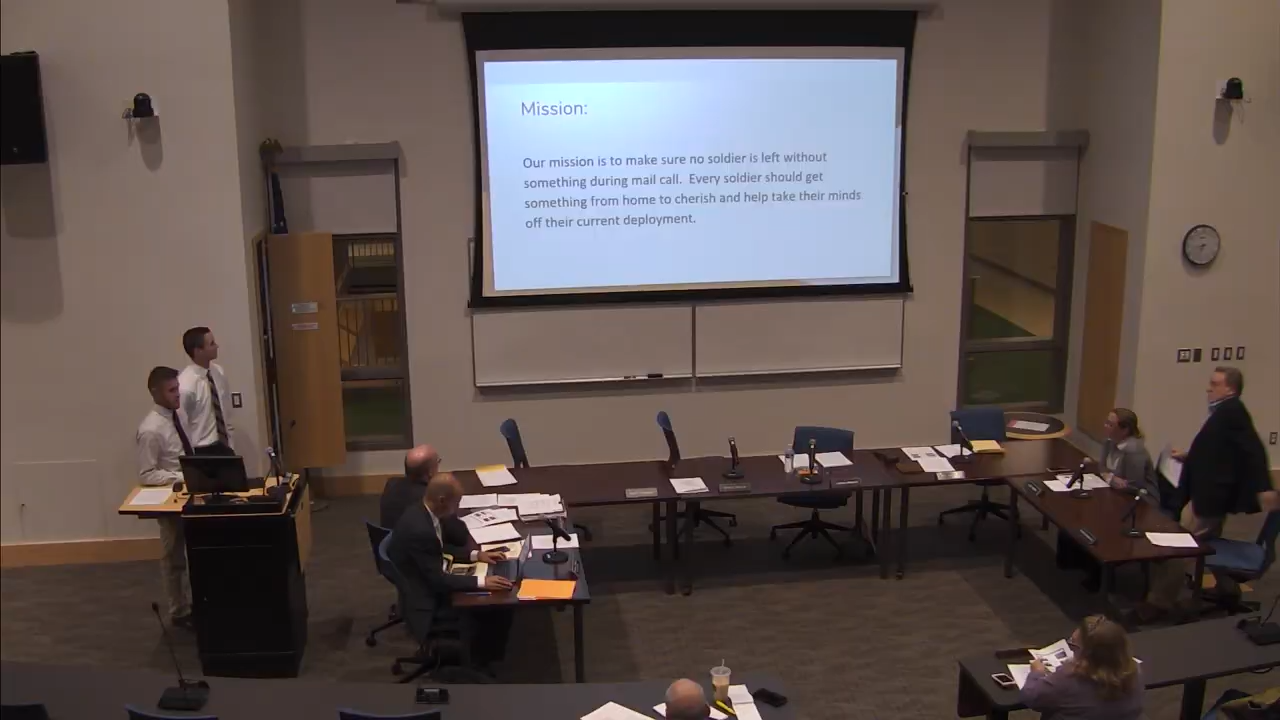 Mission:
Our mission is to make sure no soldier is left without
something during mail call. Every soldier should get
something from home to cherish and help take their minds
off their current deployment.